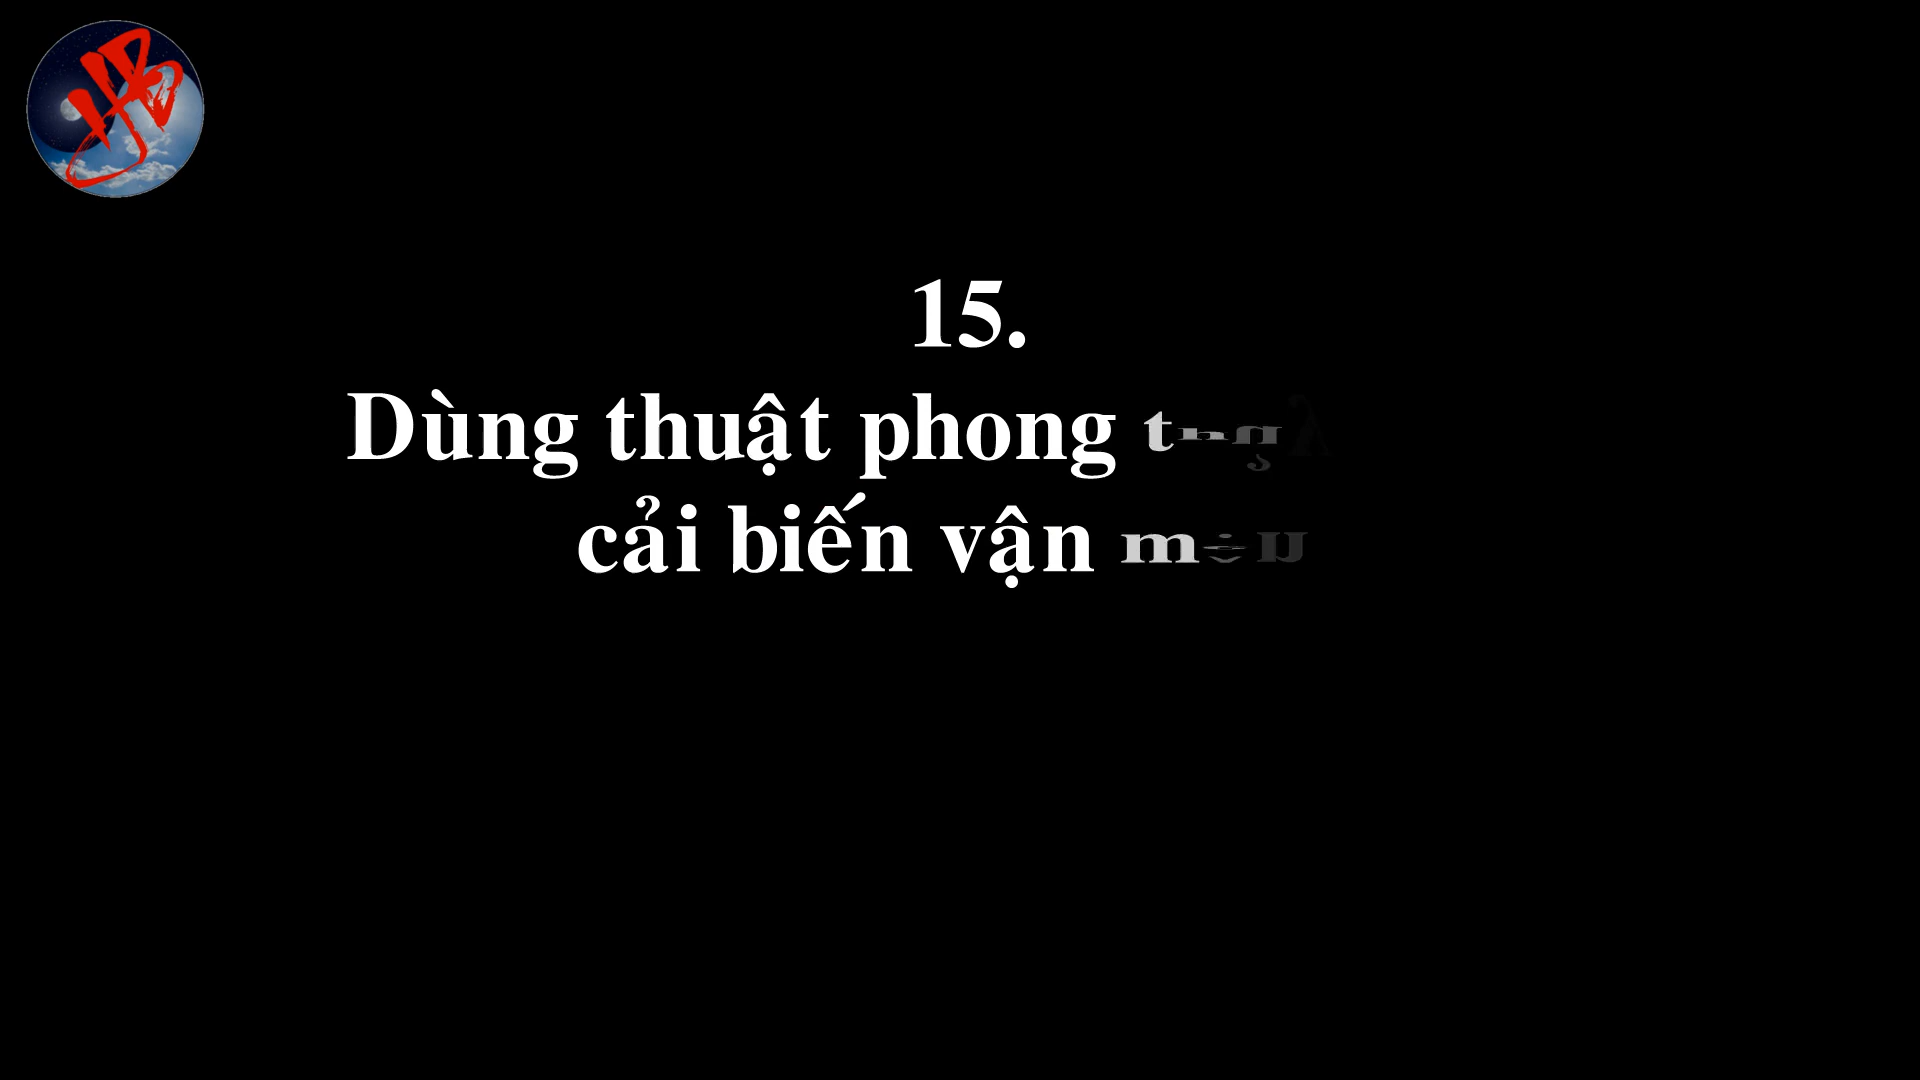 15.
Dùng thuật phong
cải biến vận